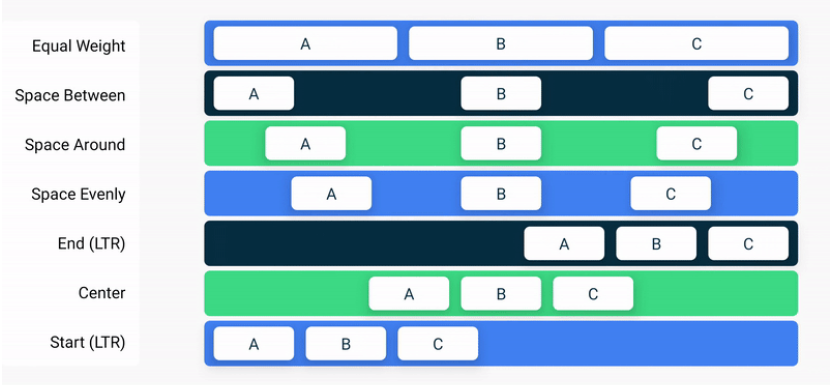 Equal Weight A B C
Space Between A B C
Space Around A B C
Space Evenly A B C
End (LTR) A B C
Center A B C
Start (LTR) A B C